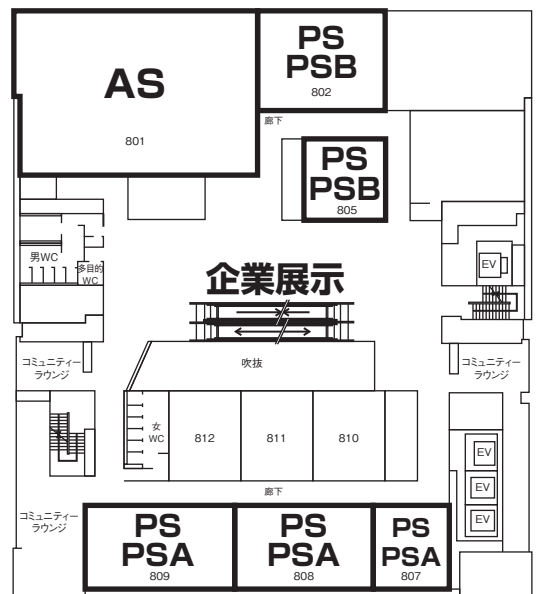 AS
801
PS
PSB
802
廊下
PS
PSB
805
男WC
多目的
WC
EV
企業展示
コミュニティー
ラウンジ
吹抜
コミュニティー
ラウンジ
女
WC
812
811
810
EV
EV
EV
廊下
コミュニティー
ラウンジ
PS
PSA
809
PS
PSA
808
PS
PSA
807